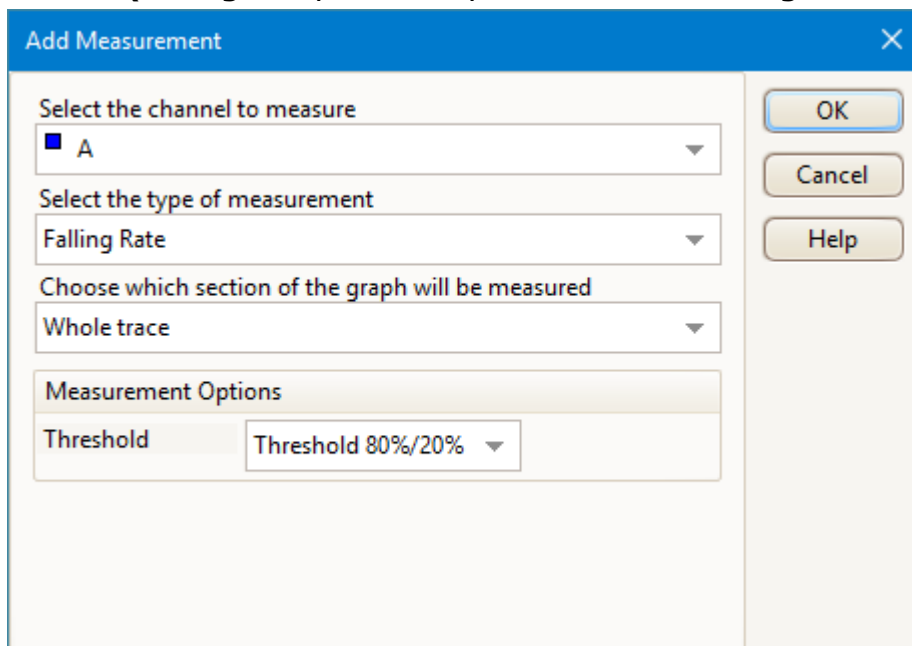 Add Measurement
Select the channel to measure
A
Select the type of measurement
Falling Rate
Choose which section of the graph will be measured
Whole trace
Measurement Options
Threshold
Threshold 80%/20%
OK
Cancel
Help